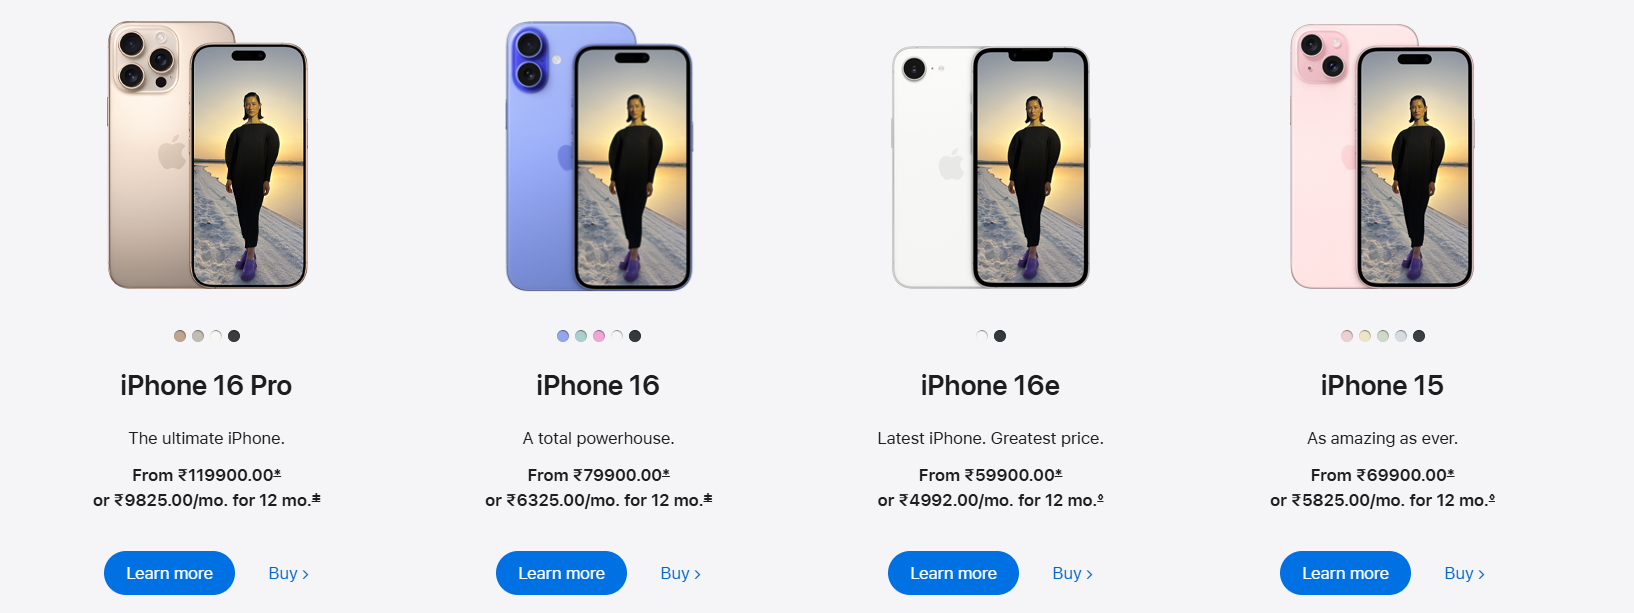 iPhone 16 Pro
The ultimate iPhone.
From ₹119900.00*
or ₹9825.00/mo. for 12 mo.‡
Learn more
Buy >
iPhone 16
A total powerhouse.
From ₹79900.00*
or ₹6325.00/mo. for 12 mo.‡
Learn more
Buy >
iPhone 16e
Latest iPhone. Greatest price.
From ₹59900.00*
or ₹4992.00/mo. for 12 mo.◊
Learn more
Buy >
iPhone 15
As amazing as ever.
From ₹69900.00*
or ₹5825.00/mo. for 12 mo.◊
Learn more
Buy >